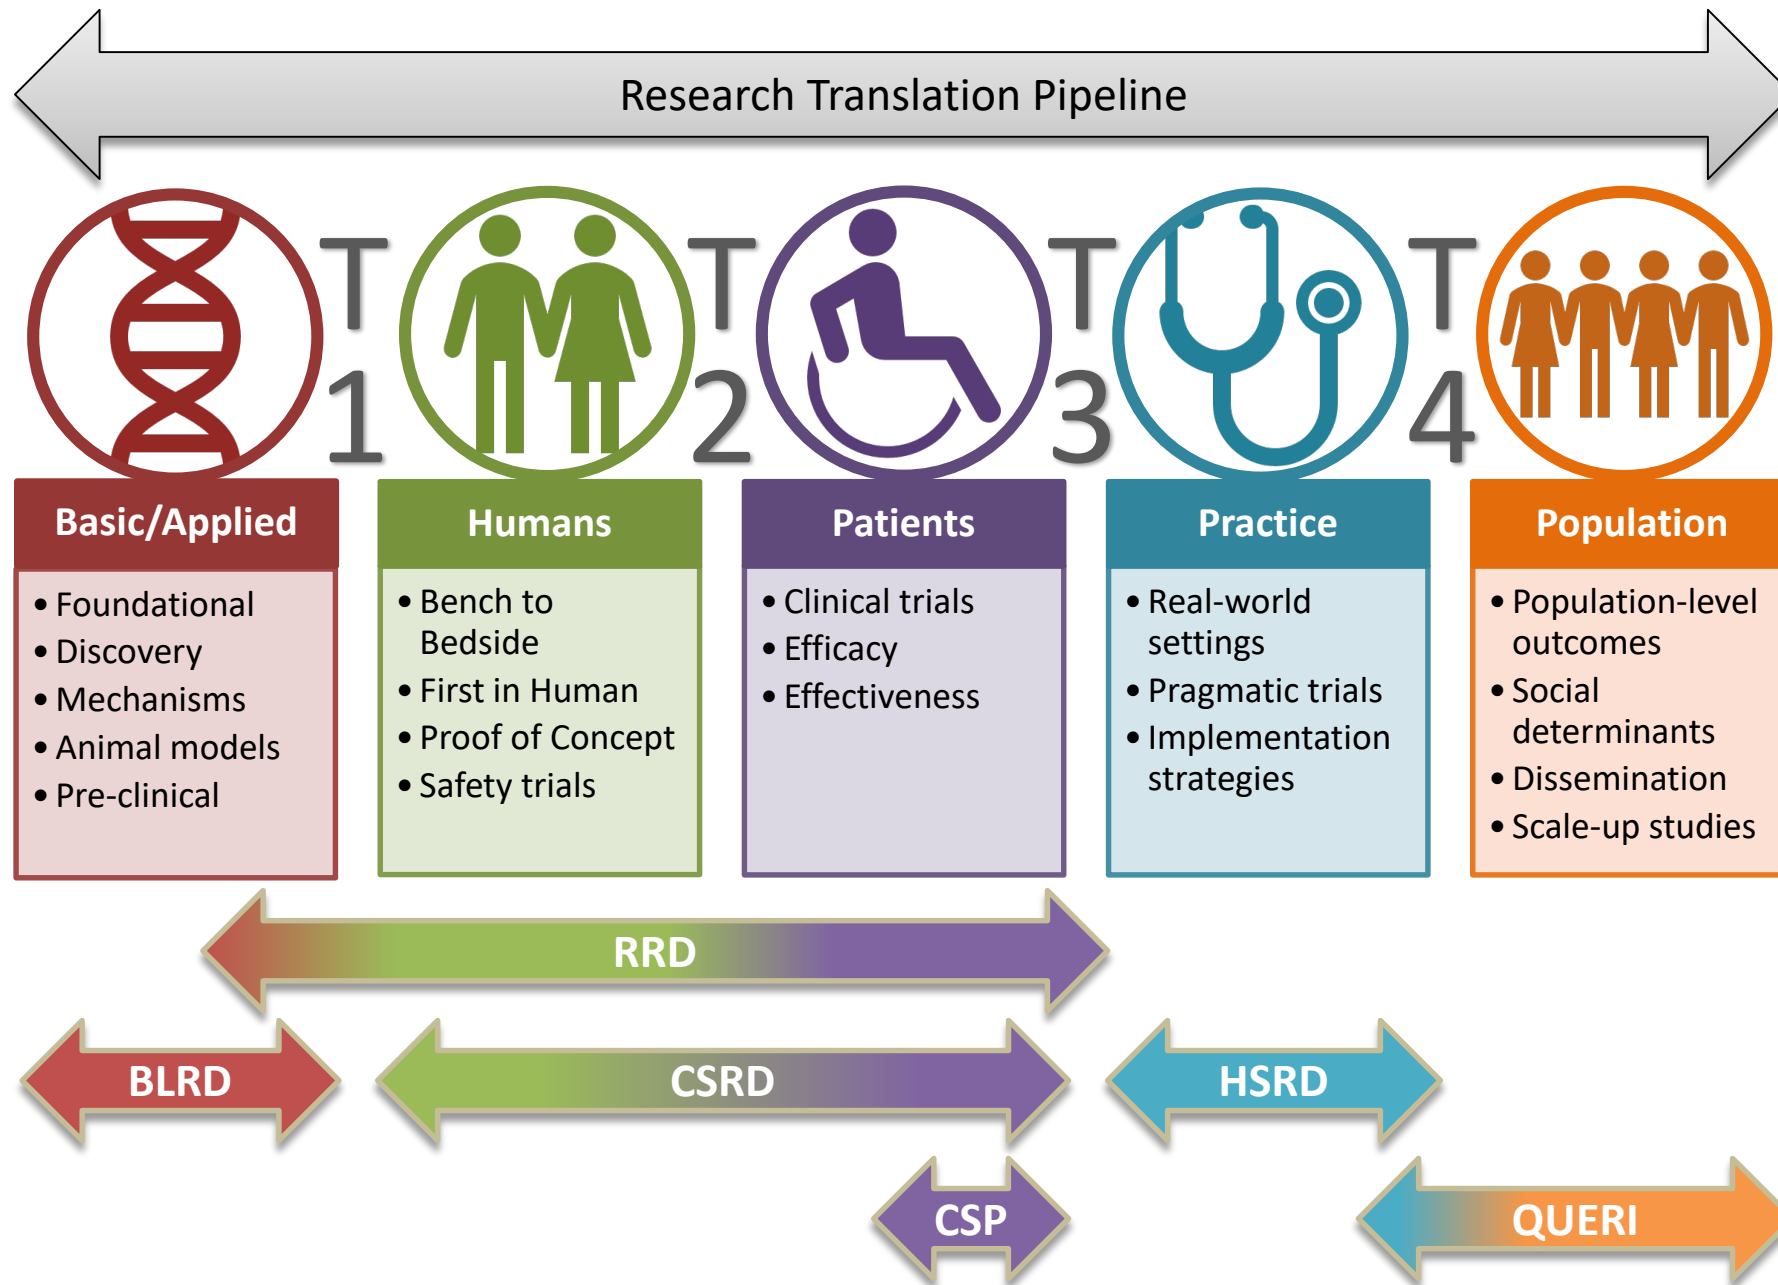 Research Translation Pipeline
T
1
T
2
T
3
T
4
Basic/Applied
• Foundational
• Discovery
• Mechanisms
• Animal models
• Pre-clinical
Humans
• Bench to
Bedside
• First in Human
• Proof of Concept
• Safety trials
Patients
• Clinical trials
• Efficacy
• Effectiveness
Practice
• Real-world
settings
• Pragmatic trials
• Implementation
strategies
Population
• Population-level
outcomes
• Social
determinants
• Dissemination
• Scale-up studies
RRD
BLRD
CSRD
HSRD
CSP
QUERI